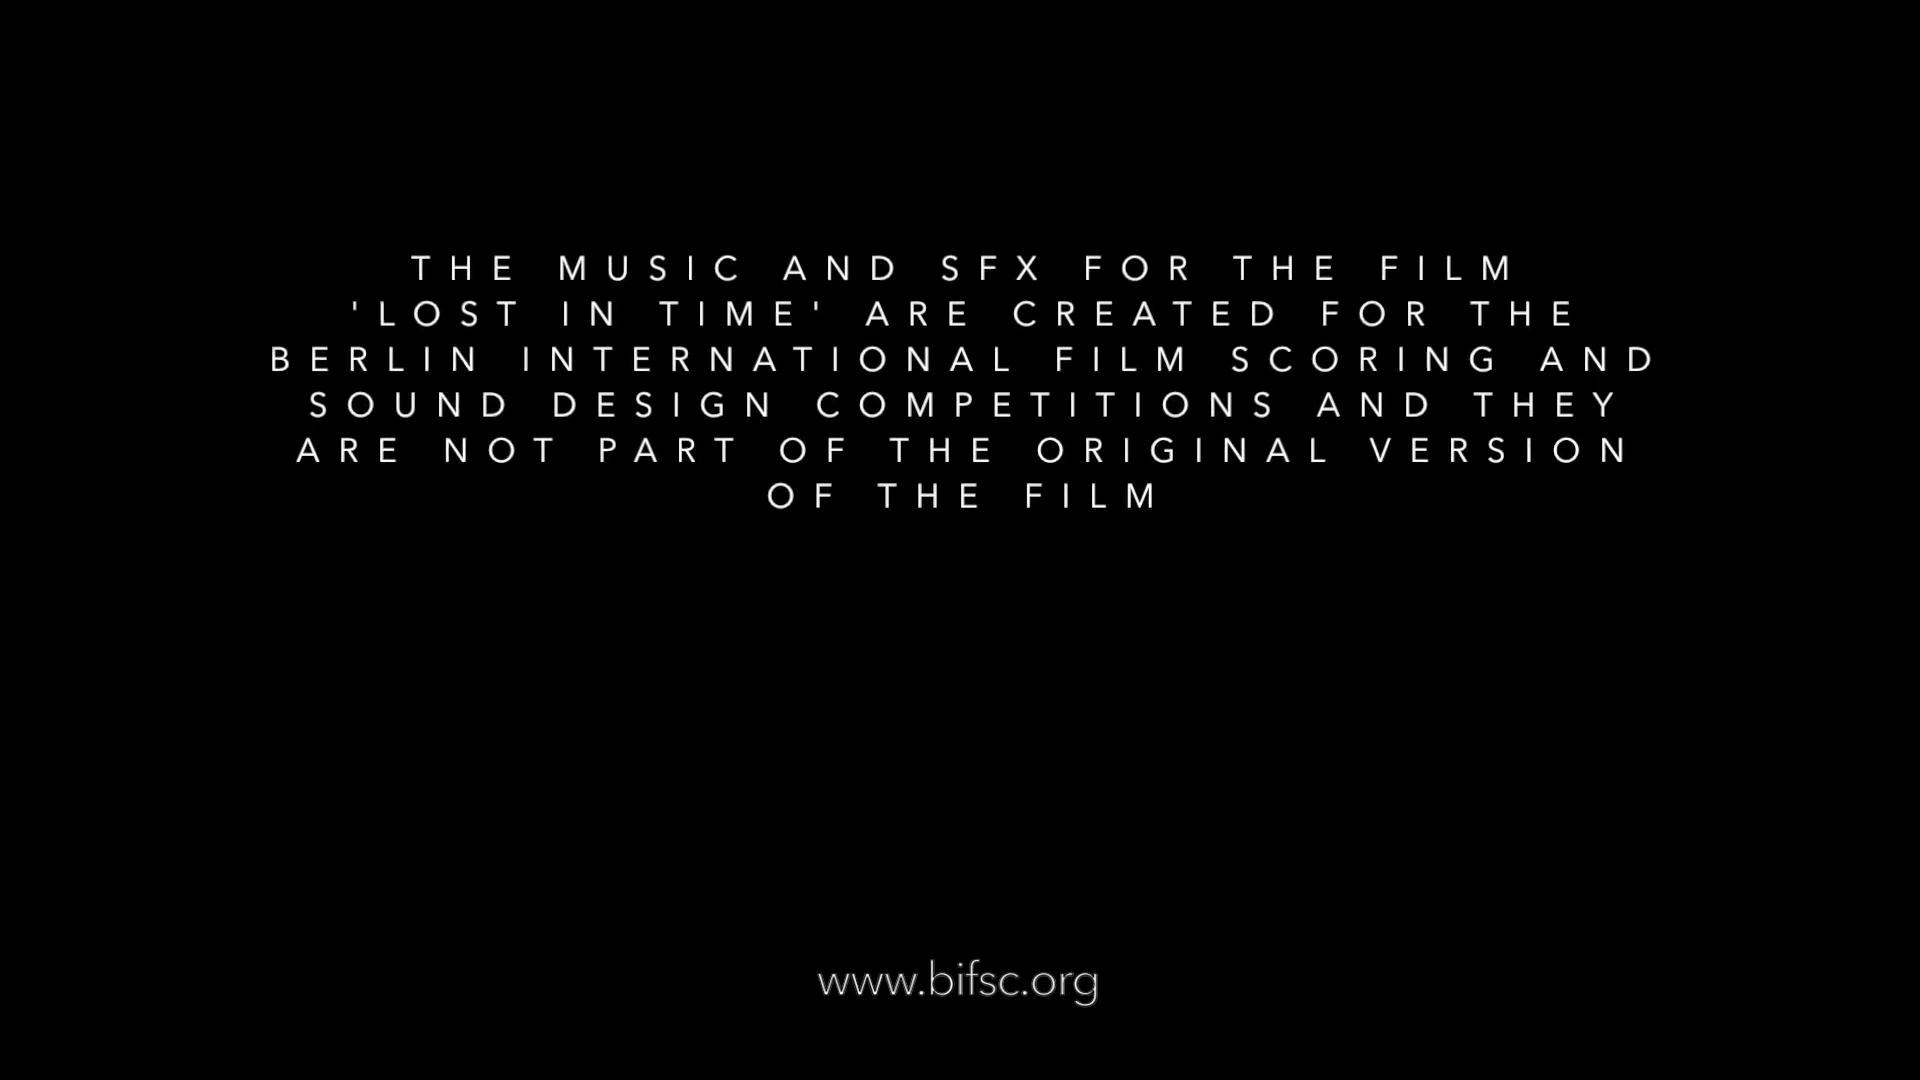 THE MUSIC AND SFX FOR THE FILM
'LOST IN TIME' ARE CREATED FOR THE
BERLIN INTERNATIONAL FILM SCORING AND
SOUND DESIGN COMPETITIONS AND THEY
ARE NOT PART OF THE ORIGINAL VERSION
OF THE FILM
www.bifsc.org